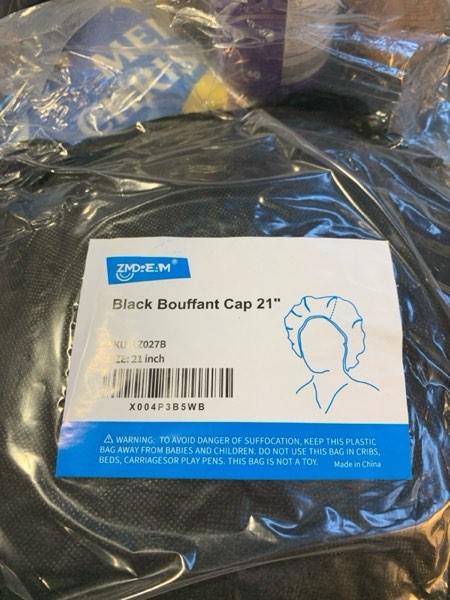 ZMDREAM®
Black Bouffant Cap 21"
Z027B
21 inch
X004P3B5WB
⚠ WARNING: TO AVOID DANGER OF SUFFOCATION, KEEP THIS PLASTIC
BAG AWAY FROM BABIES AND CHILDREN. DO NOT USE THIS BAG IN CRIBS,
BEDS, CARRIAGESOR PLAY PENS. THIS BAG IS NOT A TOY. Made in China